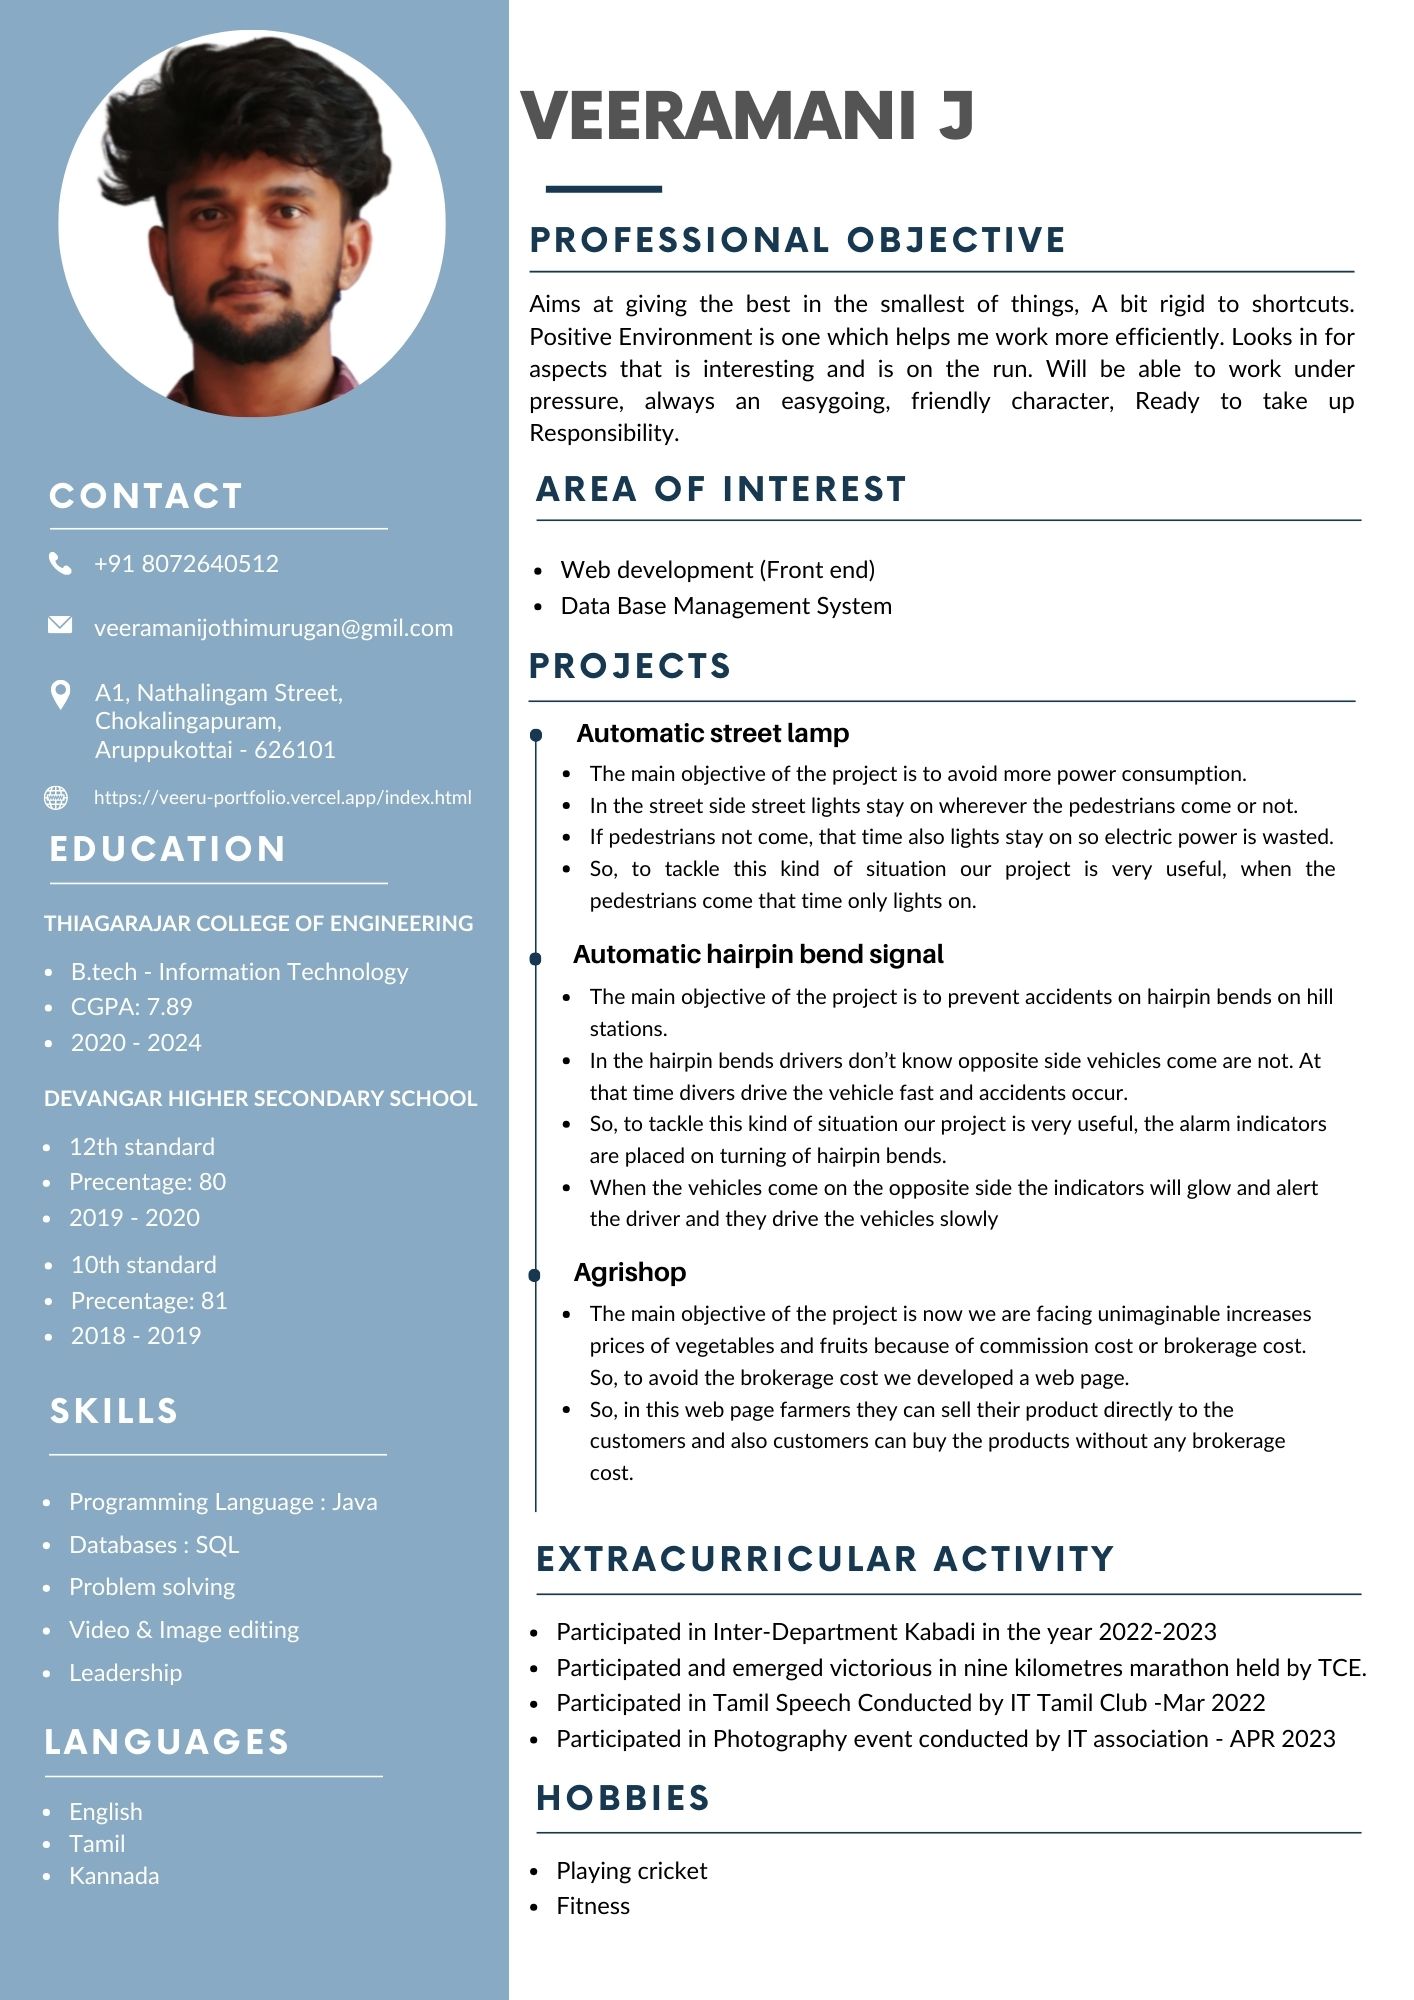 VEERAMANI J
CONTACT
+91 8072640512
veeramanijothimurugan@gmil.com
A1, Nathalingam Street,
Chokalingapuram,
Aruppukottai - 626101
https://veeru-portfolio.vercel.app/index.html
EDUCATION
THIAGARAJAR COLLEGE OF ENGINEERING
• B.tech - Information Technology
• CGPA: 7.89
• 2020 - 2024
DEVANGAR HIGHER SECONDARY SCHOOL
• 12th standard
• Precentage: 80
• 2019 - 2020
• 10th standard
• Precentage: 81
• 2018 - 2019
SKILLS
• Programming Language : Java
• Databases : SQL
• Problem solving
• Video & Image editing
• Leadership
LANGUAGES
• English
• Tamil
• Kannada
PROFESSIONAL OBJECTIVE
Aims at giving the best in the smallest of things, A bit rigid to shortcuts.
Positive Environment is one which helps me work more efficiently. Looks in for
aspects that is interesting and is on the run. Will be able to work under
pressure, always an easygoing, friendly character, Ready to take up
Responsibility.
AREA OF INTEREST
• Web development (Front end)
• Data Base Management System
PROJECTS
Automatic street lamp
• The main objective of the project is to avoid more power consumption.
• In the street side street lights stay on wherever the pedestrians come or not.
• If pedestrians not come, that time also lights stay on so electric power is wasted.
• So, to tackle this kind of situation our project is very useful, when the
pedestrians come that time only lights on.
Automatic hairpin bend signal
• The main objective of the project is to prevent accidents on hairpin bends on hill
stations.
• In the hairpin bends drivers don’t know opposite side vehicles come are not. At
that time divers drive the vehicle fast and accidents occur.
• So, to tackle this kind of situation our project is very useful, the alarm indicators
are placed on turning of hairpin bends.
• When the vehicles come on the opposite side the indicators will glow and alert
the driver and they drive the vehicles slowly
Agrishop
• The main objective of the project is now we are facing unimaginable increases
prices of vegetables and fruits because of commission cost or brokerage cost.
So, to avoid the brokerage cost we developed a web page.
• So, in this web page farmers they can sell their product directly to the
customers and also customers can buy the products without any brokerage
cost.
EXTRACURRICULAR ACTIVITY
• Participated in Inter-Department Kabadi in the year 2022-2023
• Participated and emerged victorious in nine kilometres marathon held by TCE.
• Participated in Tamil Speech Conducted by IT Tamil Club -Mar 2022
• Participated in Photography event conducted by IT association - APR 2023
HOBBIES
• Playing cricket
• Fitness